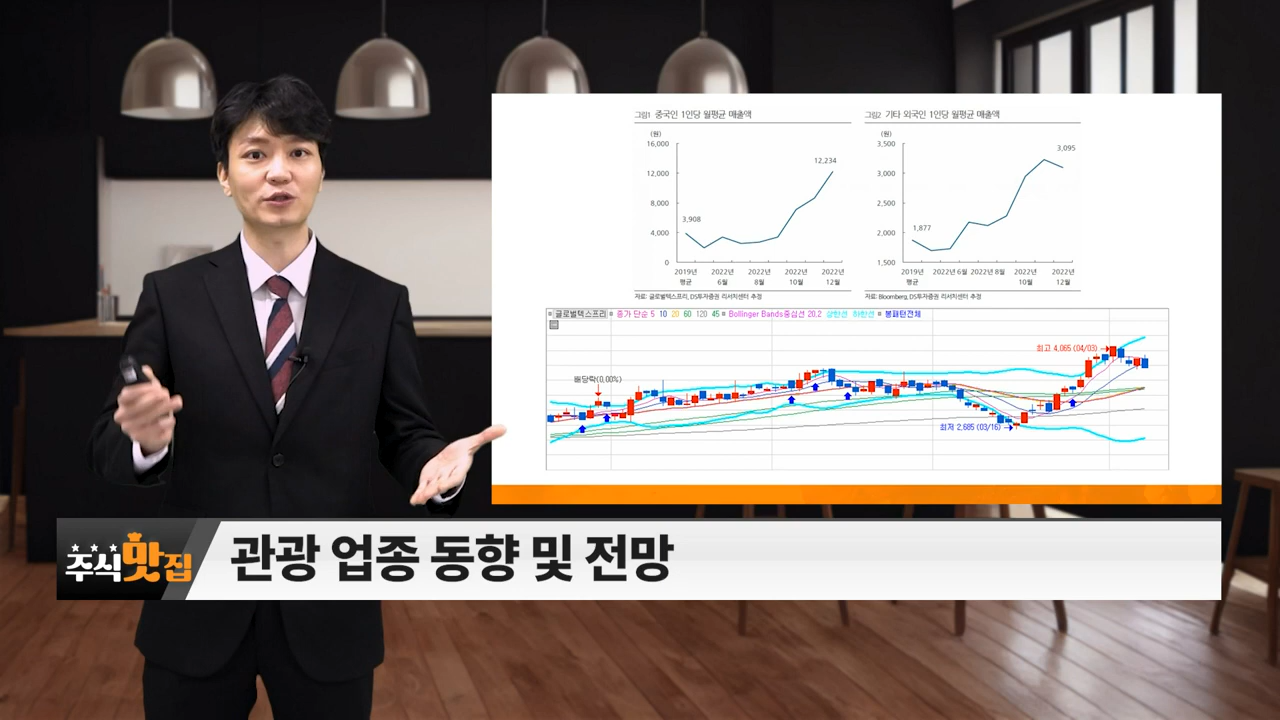 그림1 중국인 1인당 월평균 매출액
(원)
16,000
12,000
8,000
4,000
0
3,908
12,234
2019년 평균
2022년 6월
2022년 8월
2022년 10월
2022년 12월
자료: 글로벌텍스프리, DS투자증권 리서치센터 추정
그림2 기타 외국인 1인당 월평균 매출액
(원)
3,500
3,000
2,500
2,000
1,500
1,877
3,095
2019년 평균
2022년 6월
2022년 8월
2022년 10월
2022년 12월
자료: Bloomberg, DS투자증권 리서치센터 추정
글로벌텍스프리 종가 단순 5 10 20 60 120 45 Bollinger Bands중심선 20,2 상한선 하한선 봉패턴전체
배당락(0,00%)
최고 4,065 (04/03)
최저 2,685 (03/16)
주식맛집
관광 업종 동향 및 전망